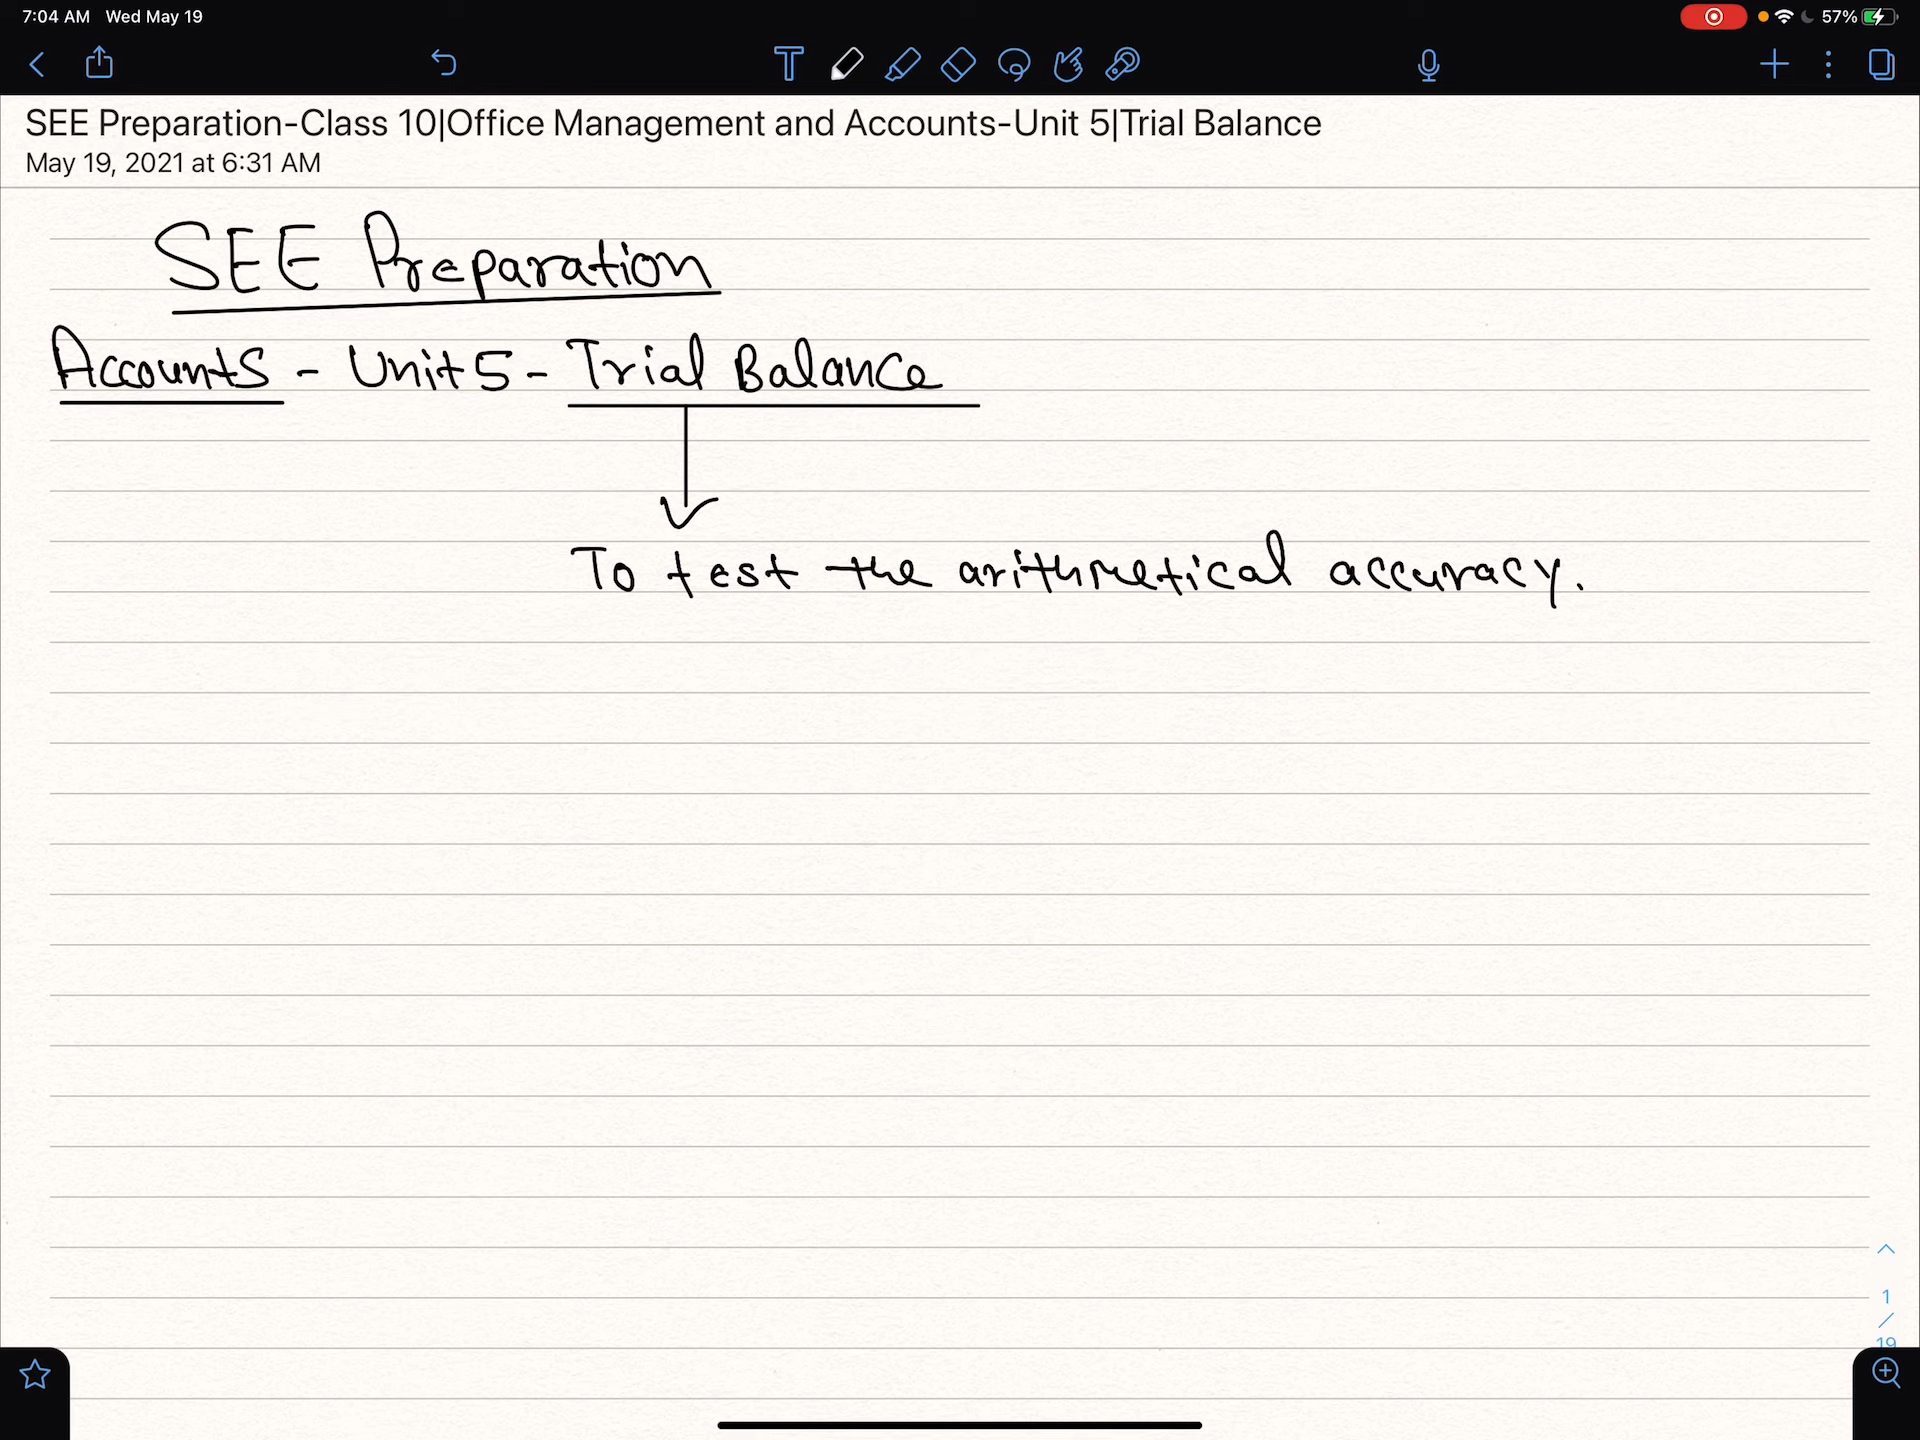 7:04 AM Wed May 19
57%
SEE Preparation-Class 10|Office Management and Accounts-Unit 5|Trial Balance
May 19, 2021 at 6:31 AM
SEE Preparation
Accounts - Unit 5 - Trial Balance
To test the arithmetical accuracy.
1
/
19